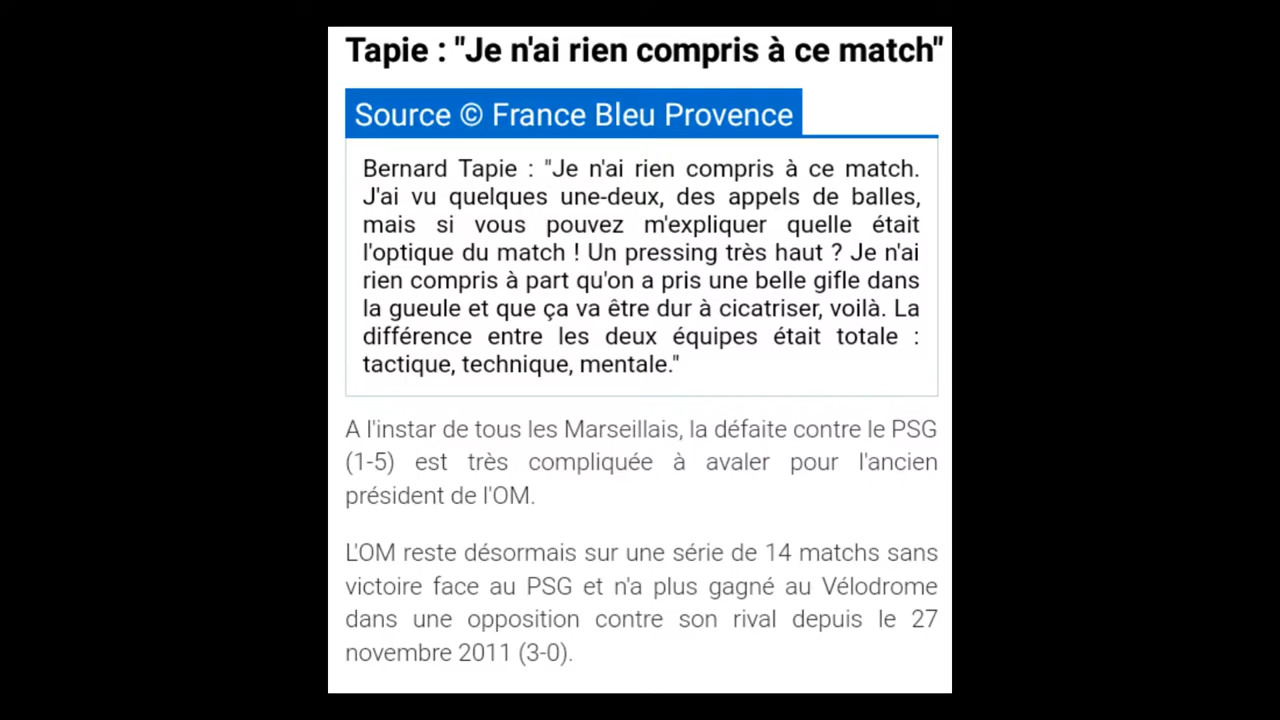 Tapie : "Je n'ai rien compris à ce match"
Source © France Bleu Provence
Bernard Tapie : "Je n'ai rien compris à ce match.
J'ai vu quelques une-deux, des appels de balles,
mais si vous pouvez m'expliquer quelle était
l'optique du match ! Un pressing très haut ? Je n'ai
rien compris à part qu'on a pris une belle gifle dans
la gueule et que ça va être dur à cicatriser, voilà. La
différence entre les deux équipes était totale :
tactique, technique, mentale."
A l'instar de tous les Marseillais, la défaite contre le PSG
(1-5) est très compliquée à avaler pour l'ancien
président de l'OM.
L'OM reste désormais sur une série de 14 matchs sans
victoire face au PSG et n'a plus gagné au Vélodrome
dans une opposition contre son rival depuis le 27
novembre 2011 (3-0).